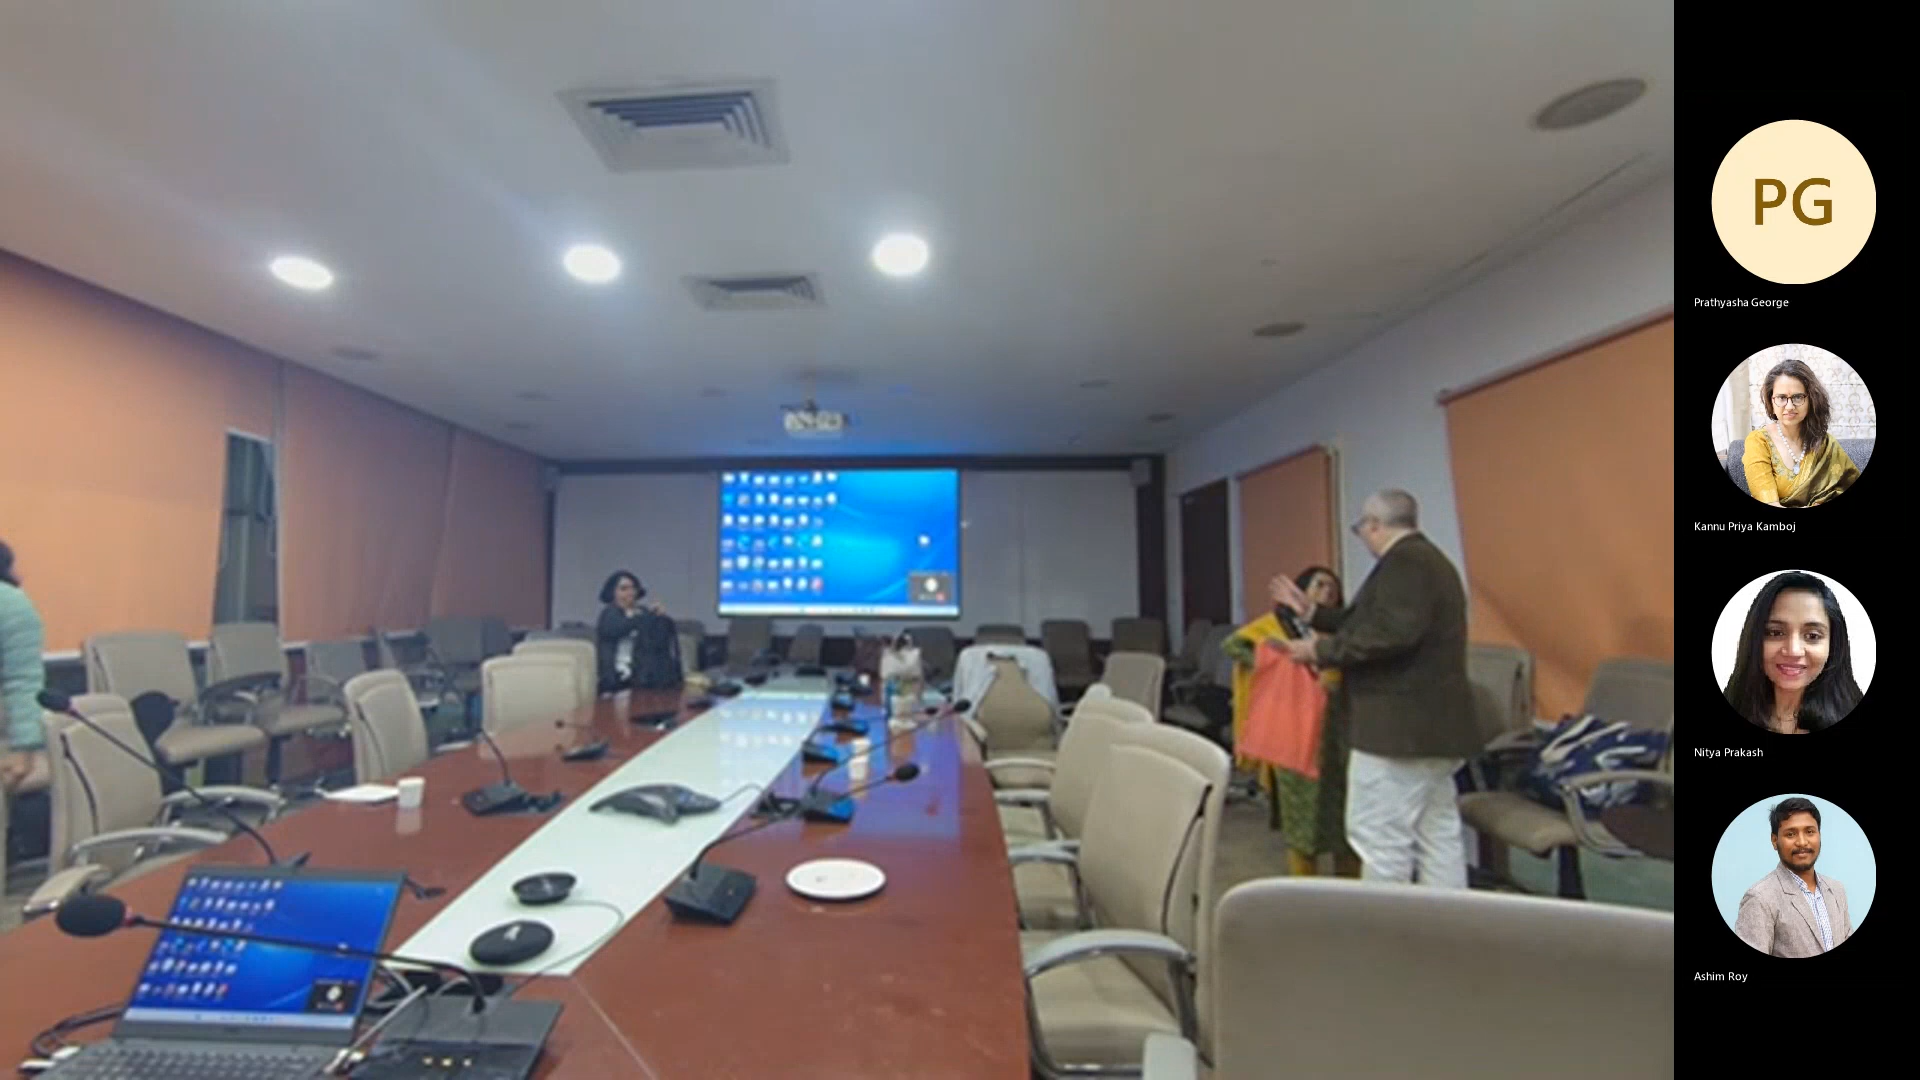 PG
Prathyasha George
Kannu Priya Kamboj
Nitya Prakash
Ashim Roy